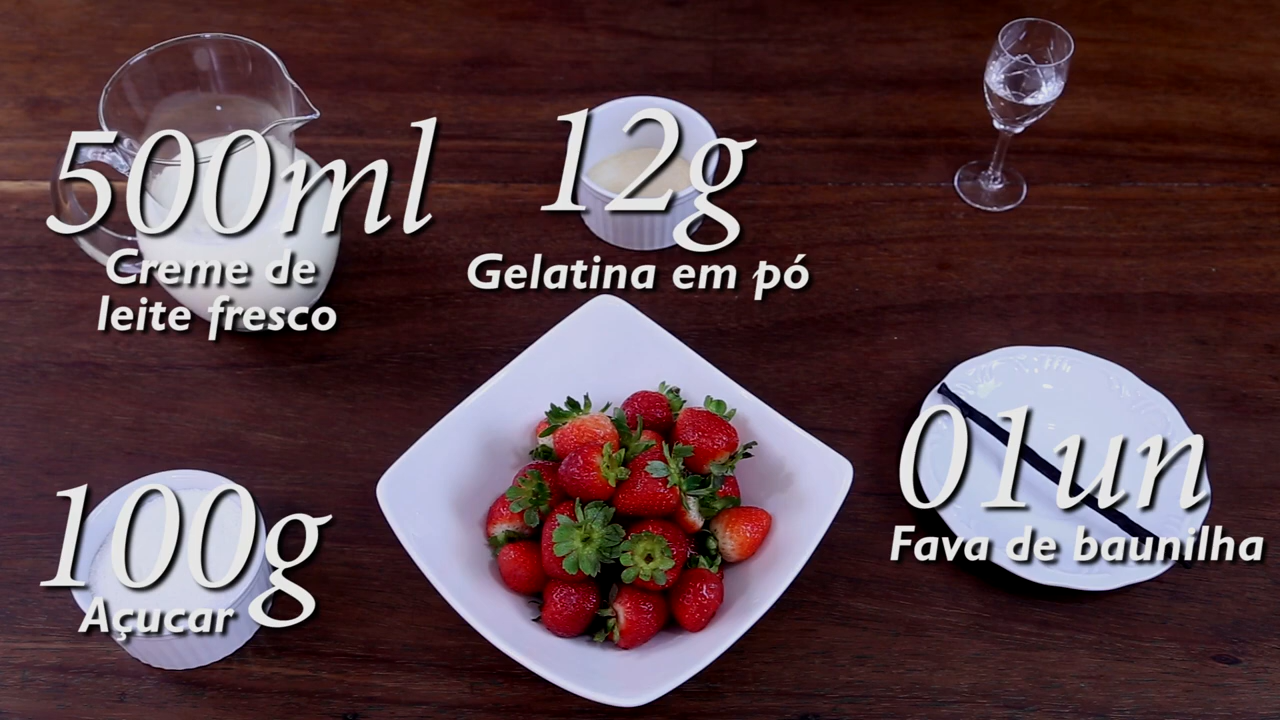 500ml
Creme de
leite fresco
12g
Gelatina em pó
100g
Açucar
01un
Fava de baunilha